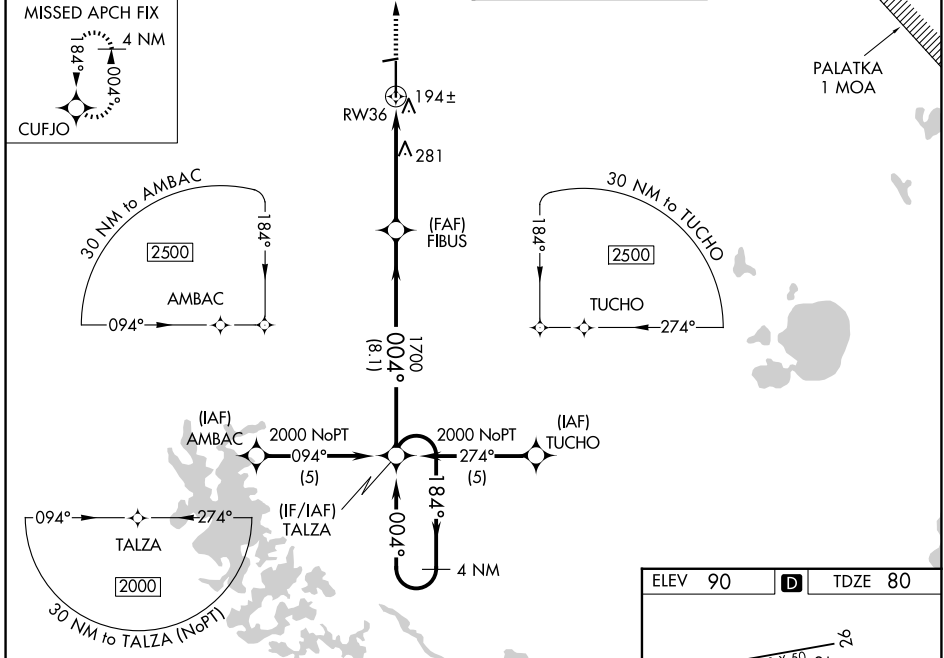 MISSED APCH FIX
4 NM
184°
004°
CUFJO
RW36
194±
281
PALATKA
1 MOA
30 NM to AMBAC
2500
184°
AMBAC
094°
(FAF)
FIBUS
30 NM to TUCHO
184°
2500
TUCHO
274°
1700
004°
(8.1)
(IAF)
AMBAC
2000 NoPT
094°
(5)
2000 NoPT
274°
(5)
(IAF)
TUCHO
(IF/IAF)
TALZA
184°
004°
4 NM
094°
274°
TALZA
2000
30 NM to TALZA (NoPT)
ELEV 90 D TDZE 80
26